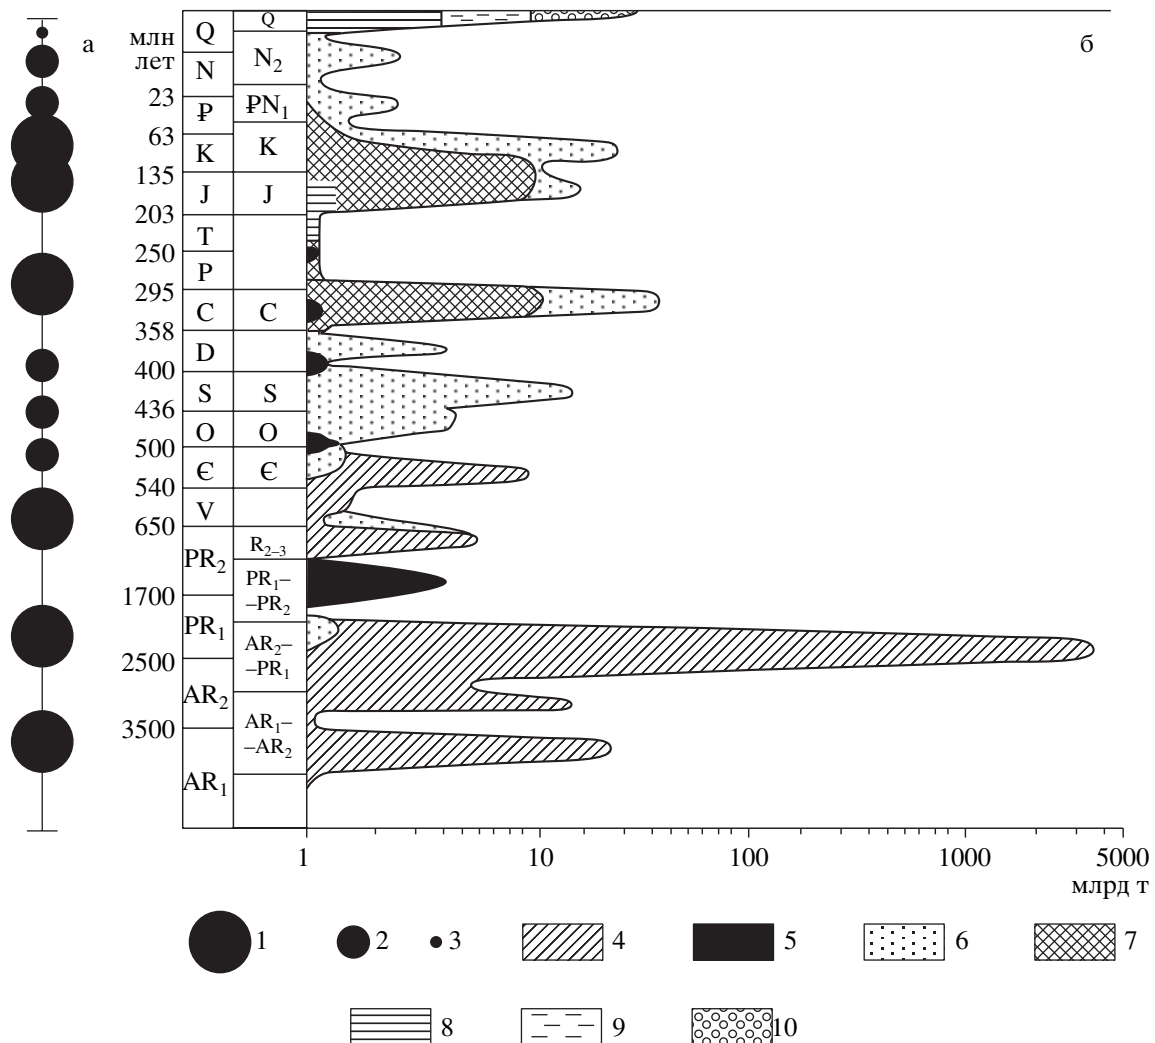 а
млн
лет
б
Q
Q
N
N₂
23
₽
₽N₁
63
K
K
135
J
J
203
T
250
P
295
C
C
358
D
400
S
S
436
O
O
500
Є
Є
540
V
650
PR₂
R₂₋₃
PR₁–
–PR₂
1700
PR₁
AR₂–
–PR₁
2500
AR₂
3500
AR₁–
–AR₂
AR₁
1 10 100 1000 5000
млрд т
1 2 3 4 5 6 7
8 9 10